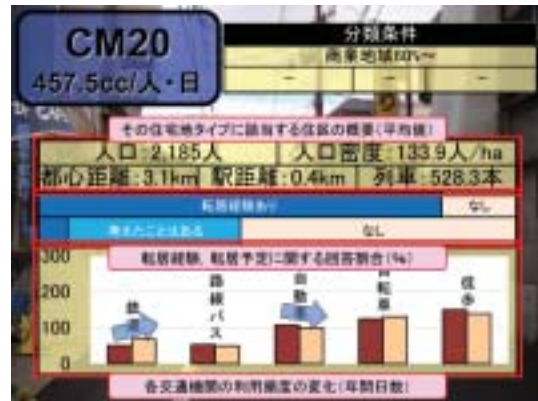 CM20
457.5cc/人・日
分類条件
商業地域60%～
－ － －
その住宅地タイプに該当する住区の概要(平均値)
人口:2,185人 人口密度:133.9人/ha
都心距離:3.1km 駅距離:0.4km 列車:528.3本
転居経験あり なし
考えたことはある なし
転居経験、転居予定に関する回答割合(%)
300
200
100
0
鉄道
路線バス
自動車
自転車
徒歩
各交通機関の利用頻度の変化(年間日数)